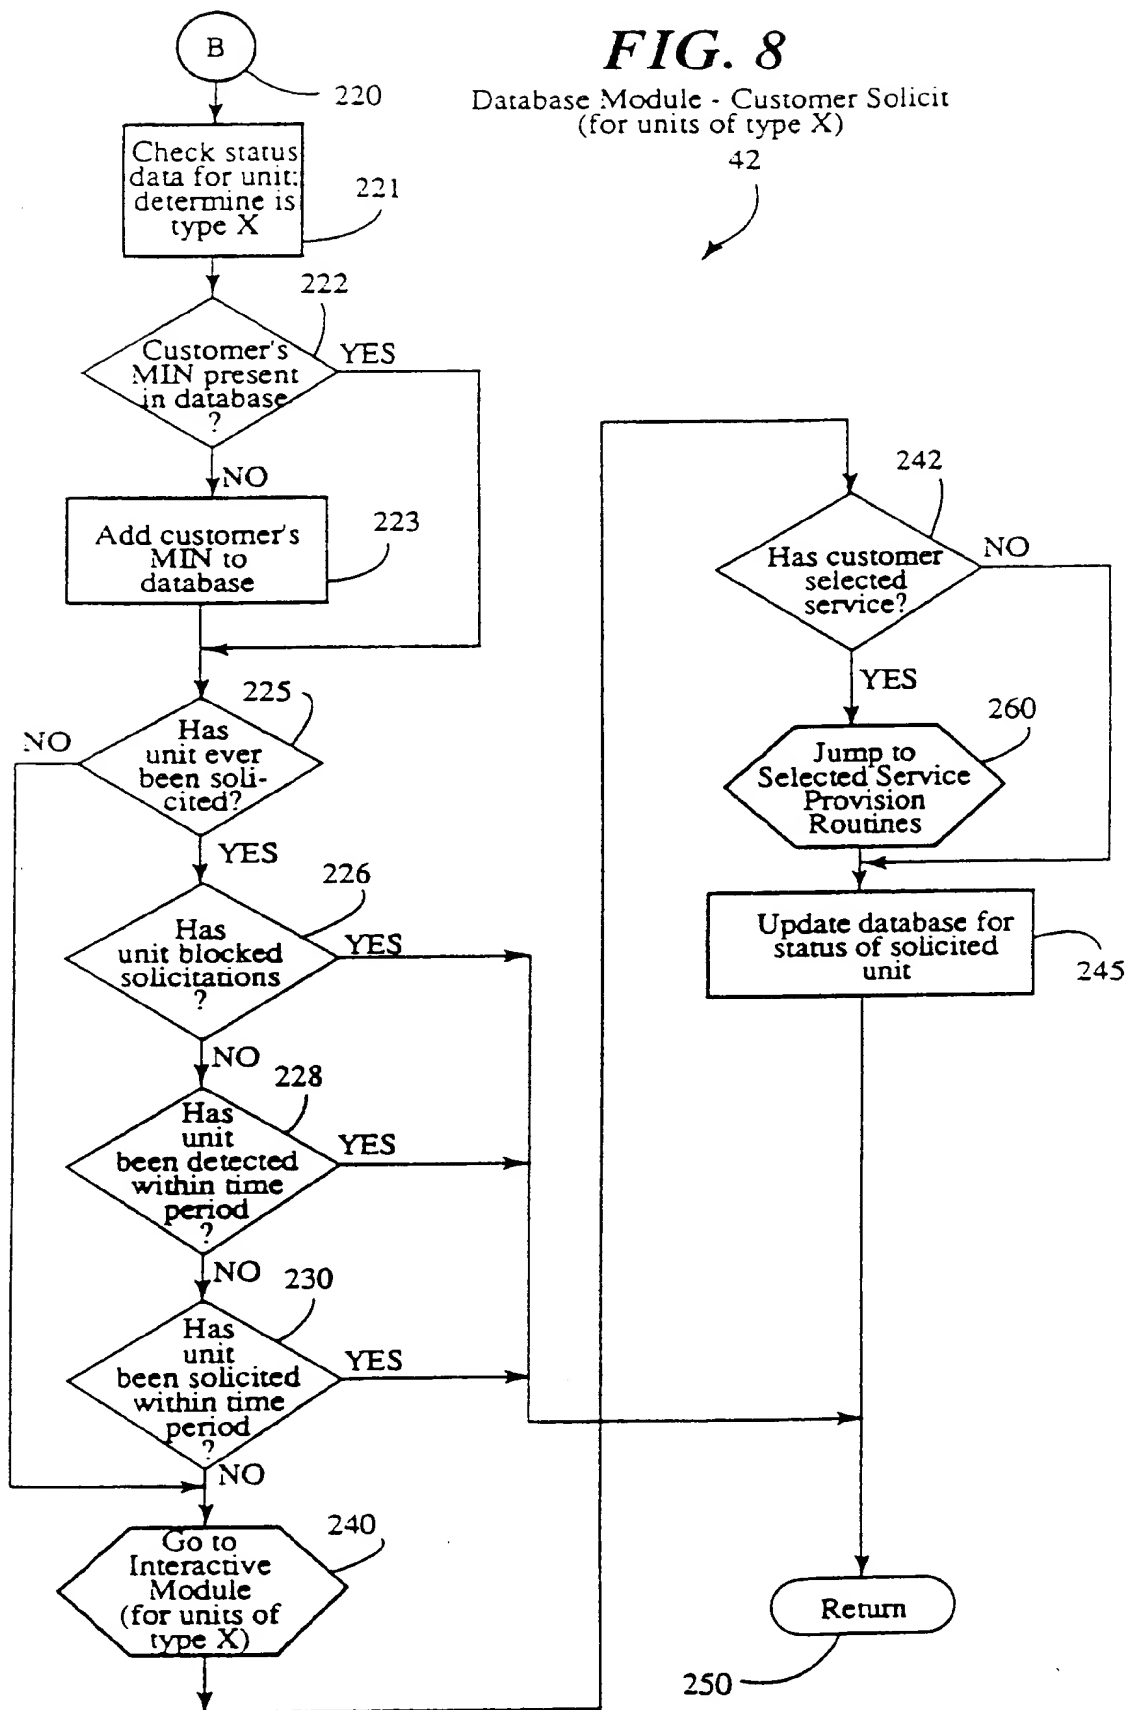 B
FIG. 8
220
Database Module - Customer Solicit
(for units of type X)
42
Check status
data for unit:
determine is
type X
221
222
Customer's
MIN present
in database
?
YES
NO
Add customer's
MIN to
database
223
225
Has
unit ever
been soli-
cited?
NO
YES
226
Has
unit blocked
solicitations
?
YES
NO
228
Has
unit
been detected
within time
period
?
YES
NO
230
Has
unit
been solicited
within time
period
?
YES
NO
240
Go to
Interactive
Module
(for units of
type X)
242
Has customer
selected
service?
NO
YES
260
Jump to
Selected Service
Provision
Routines
Update database for
status of solicited
unit
245
Return
250